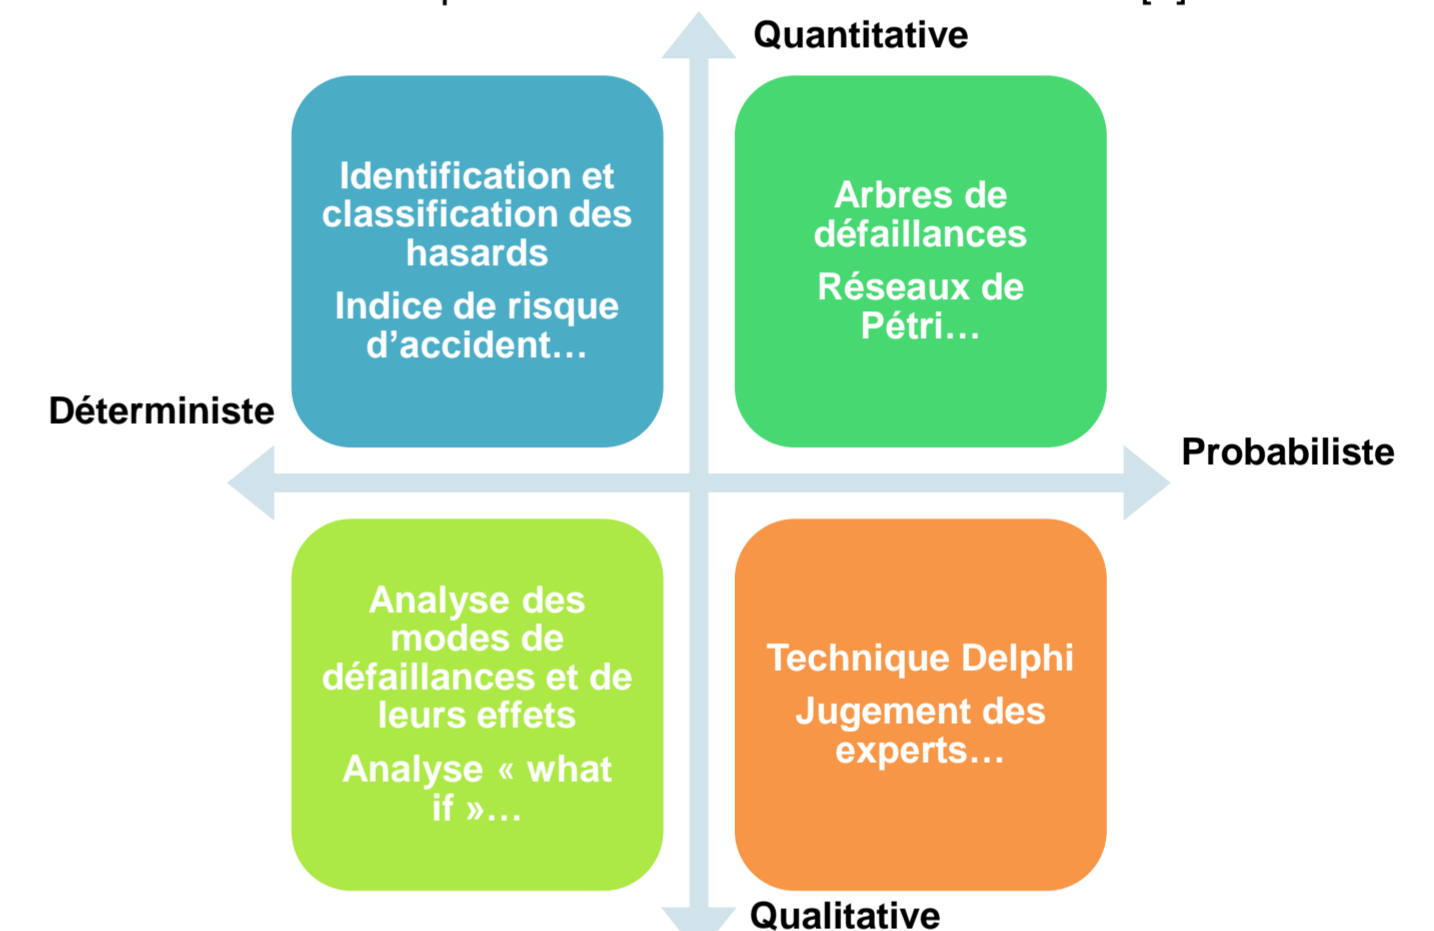 Quantitative
Identification et
classification des
hasards
Indice de risque
d’accident…
Arbres de
défaillances
Réseaux de
Pétri…
Déterministe
Probabiliste
Analyse des
modes de
défaillances et de
leurs effets
Analyse « what
if »…
Technique Delphi
Jugement des
experts…
Qualitative